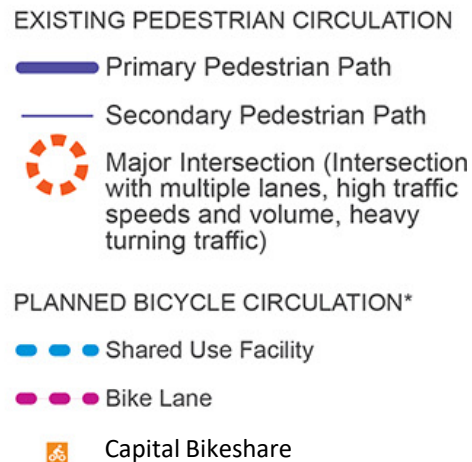 EXISTING PEDESTRIAN CIRCULATION
Primary Pedestrian Path
Secondary Pedestrian Path
Major Intersection (Intersection
with multiple lanes, high traffic
speeds and volume, heavy
turning traffic)
PLANNED BICYCLE CIRCULATION*
Shared Use Facility
Bike Lane
Capital Bikeshare